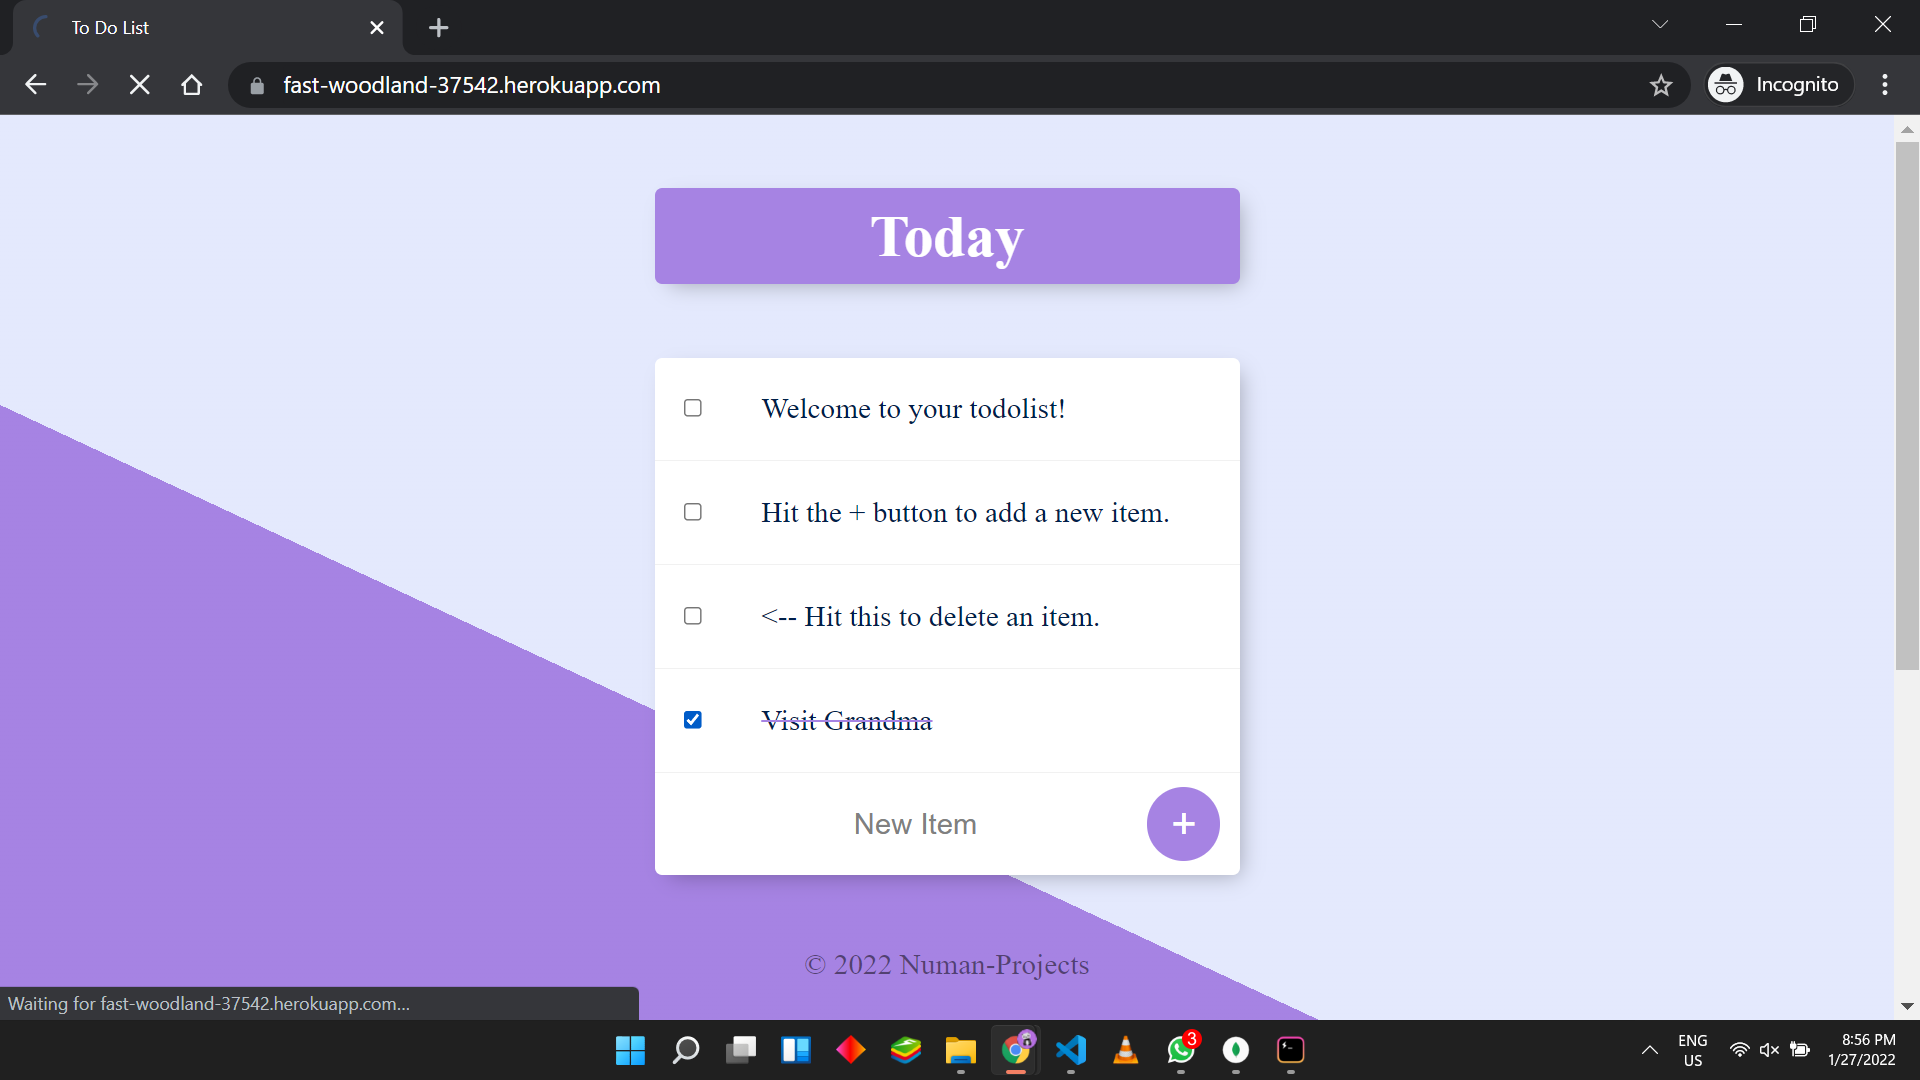 To Do List
fast-woodland-37542.herokuapp.com
Incognito
Today
Welcome to your todolist!
Hit the + button to add a new item.
<-- Hit this to delete an item.
Visit Grandma
New Item
+
© 2022 Numan-Projects
Waiting for fast-woodland-37542.herokuapp.com...
3
ENG
US
8:56 PM
1/27/2022